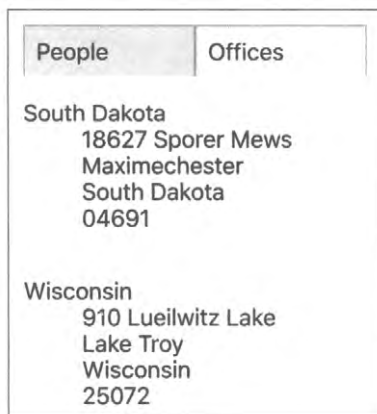 People
Offices
South Dakota
18627 Sporer Mews
Maximechester
South Dakota
04691
Wisconsin
910 Lueilwitz Lake
Lake Troy
Wisconsin
25072